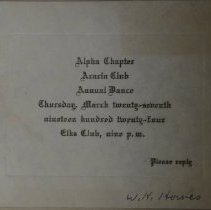 Alpha Chapter
Acacia Club
Annual Dance
Thursday, March twenty-seventh
nineteen hundred twenty-four
Elks Club, nine p.m.
Please reply
W. H.